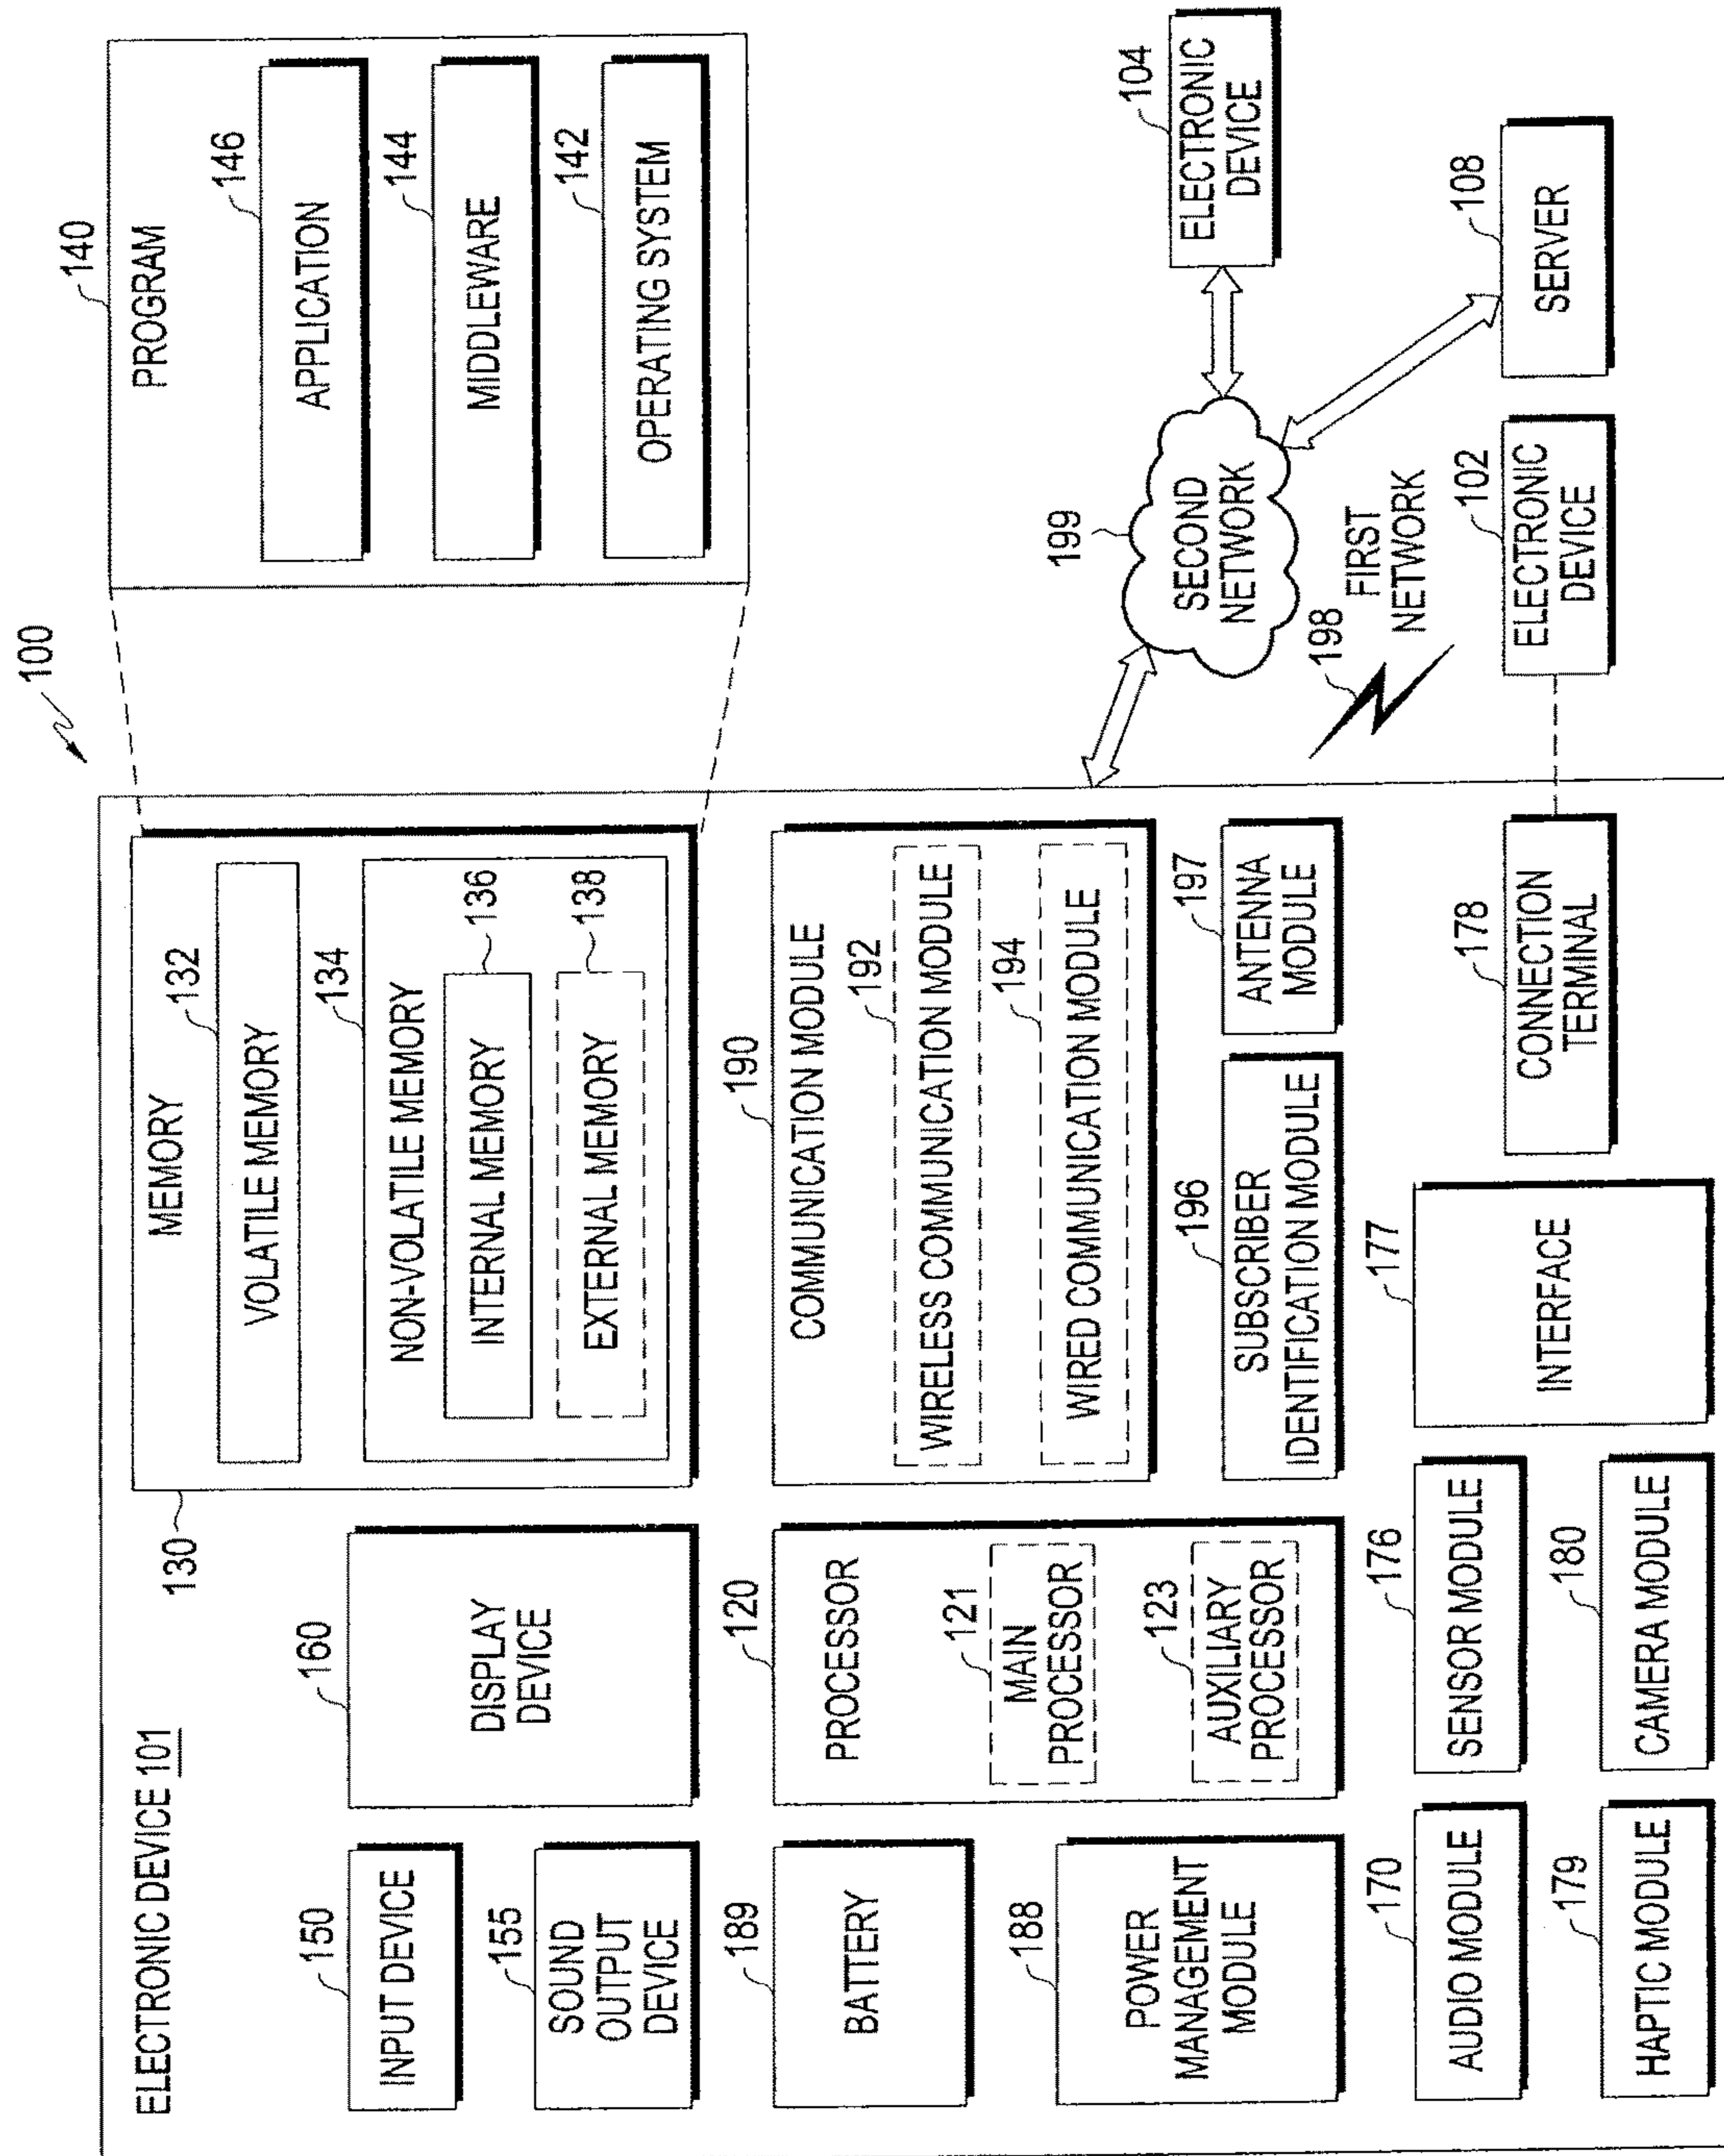 100
ELECTRONIC DEVICE 101
150
INPUT DEVICE
155
SOUND
OUTPUT
DEVICE
160
DISPLAY
DEVICE
130
MEMORY
132
VOLATILE MEMORY
134
NON-VOLATILE MEMORY
136
INTERNAL MEMORY
138
EXTERNAL MEMORY
140
PROGRAM
146
APPLICATION
144
MIDDLEWARE
142
OPERATING SYSTEM
189
BATTERY
188
POWER
MANAGEMENT
MODULE
120
PROCESSOR
121
MAIN
PROCESSOR
123
AUXILIARY
PROCESSOR
190
COMMUNICATION MODULE
192
WIRELESS COMMUNICATION MODULE
194
WIRED COMMUNICATION MODULE
196
SUBSCRIBER
IDENTIFICATION MODULE
197
ANTENNA
MODULE
199
SECOND
NETWORK
104
ELECTRONIC
DEVICE
198
FIRST
NETWORK
108
SERVER
170
AUDIO MODULE
176
SENSOR MODULE
177
INTERFACE
178
CONNECTION
TERMINAL
102
ELECTRONIC
DEVICE
179
HAPTIC MODULE
180
CAMERA MODULE